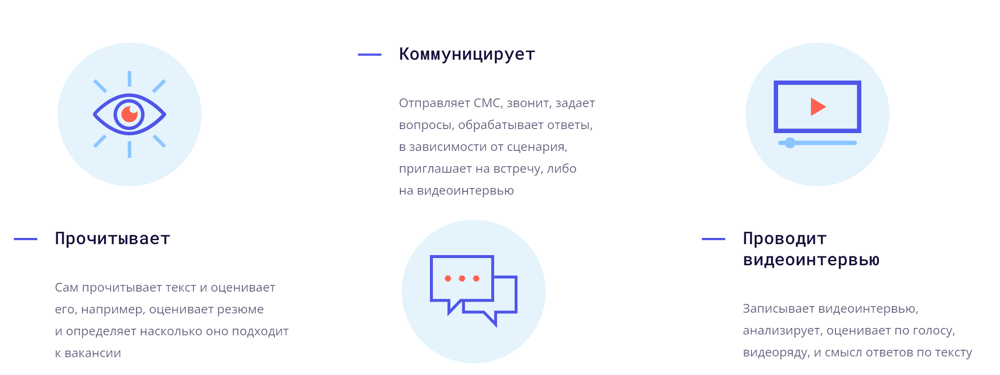 Прочитывает
Сам прочитывает текст и оценивает
его, например, оценивает резюме
и определяет насколько оно подходит
к вакансии
Коммуницирует
Отправляет СМС, звонит, задает
вопросы, обрабатывает ответы,
в зависимости от сценария,
приглашает на встречу, либо
на видеоинтервью
Проводит
видеоинтервью
Записывает видеоинтервью,
анализирует, оценивает по голосу,
видеоряду, и смысл ответов по тексту